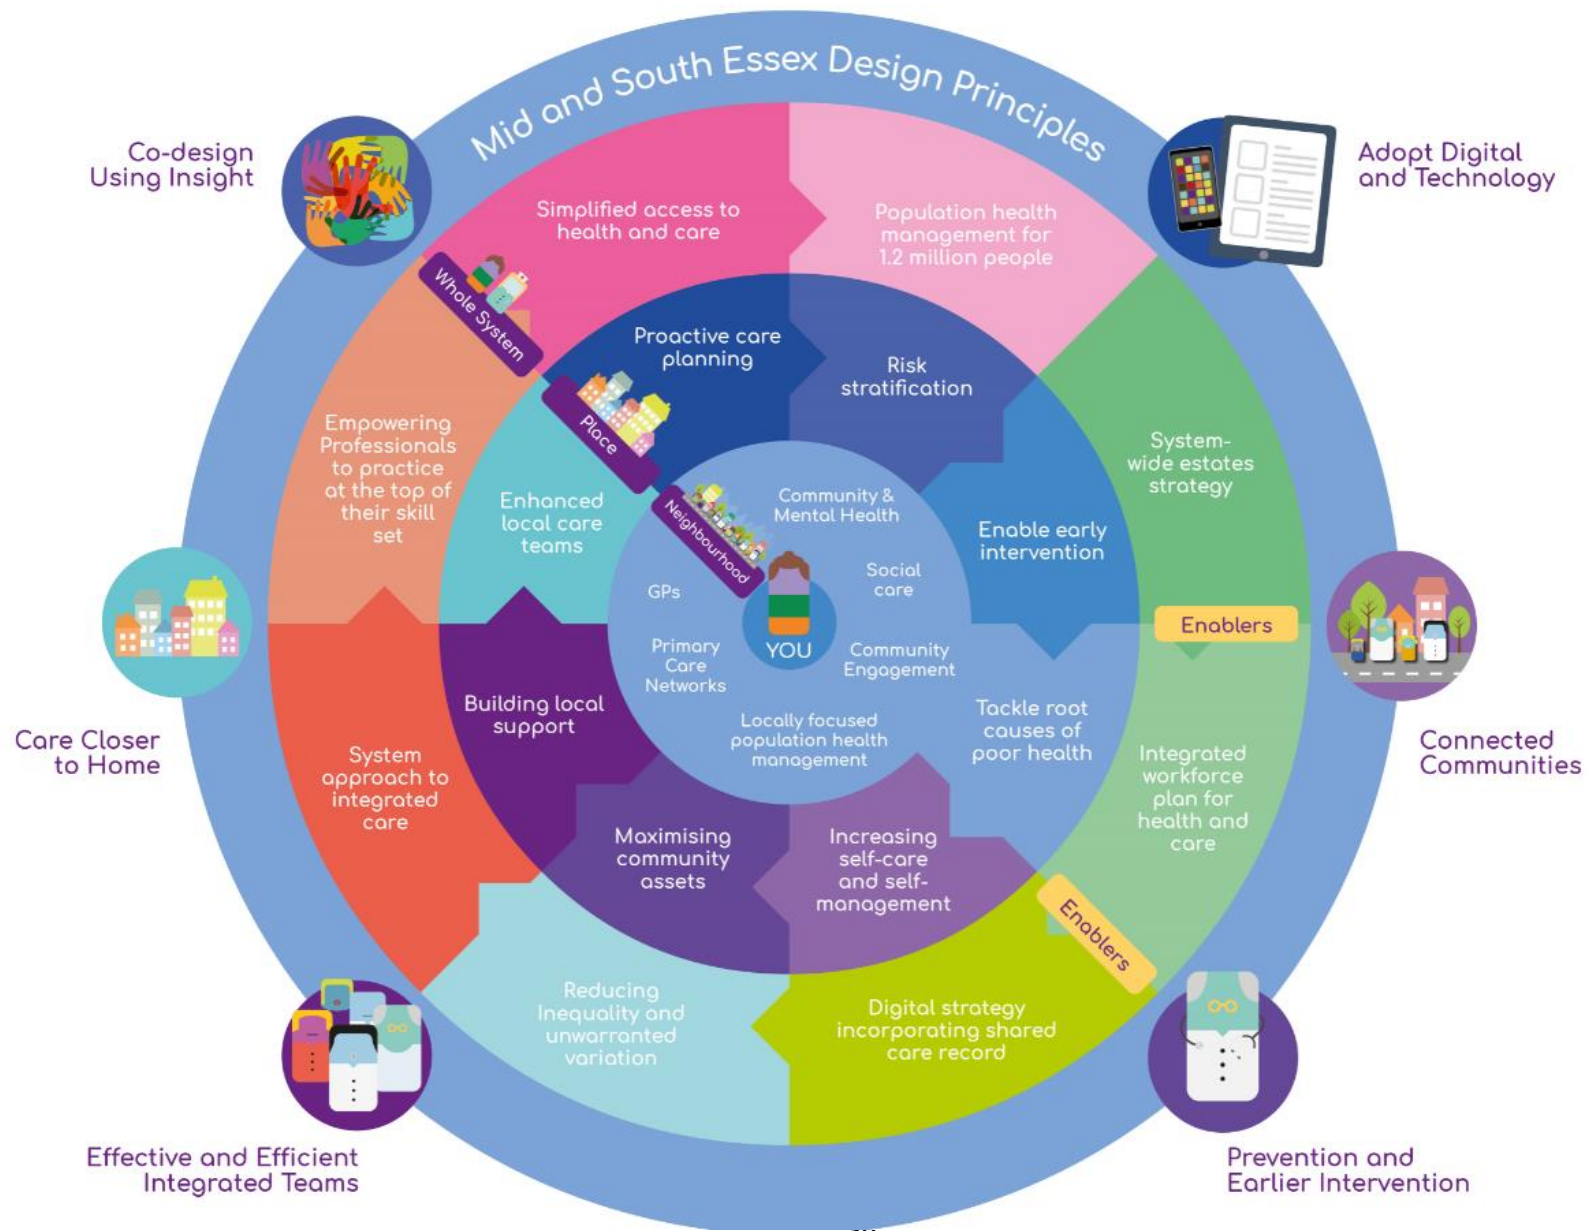 Mid and South Essex Design Principles
Co-design
Using Insight
Adopt Digital
and Technology
Simplified access to
health and care
Population health
management for
1.2 million people
Whole System
Proactive care
planning
Risk
stratification
Place
Empowering
Professionals
to practice
at the top of
their skill
set
System-
wide estates
strategy
Enhanced
local care
teams
Neighbourhood
Community &
Mental Health
Enable early
intervention
GPs
Social
care
Enablers
YOU
Primary
Care
Networks
Community
Engagement
Building local
support
Locally focused
population health
management
Tackle root
causes of
poor health
Care Closer
to Home
Connected
Communities
System
approach to
integrated
care
Integrated
workforce
plan for
health and
care
Maximising
community
assets
Increasing
self-care
and self-
management
Enablers
Reducing
Inequality and
unwarranted
variation
Digital strategy
incorporating shared
care record
Effective and Efficient
Integrated Teams
Prevention and
Earlier Intervention